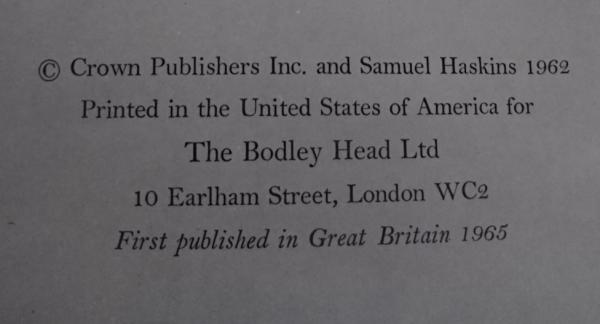 © Crown Publishers Inc. and Samuel Haskins 1962
Printed in the United States of America for
The Bodley Head Ltd
10 Earlham Street, London WC2
First published in Great Britain 1965